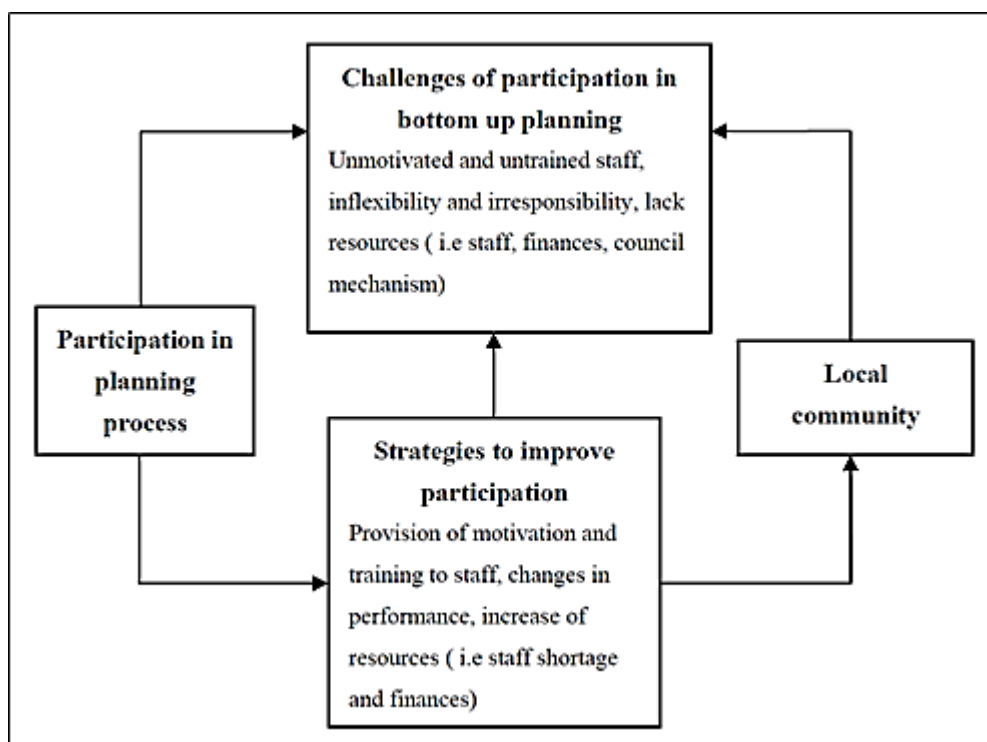 Challenges of participation in
bottom up planning
Unmotivated and untrained staff,
inflexibility and irresponsibility, lack
resources ( i.e staff, finances, council
mechanism)
Participation in
planning
process
Local
community
Strategies to improve
participation
Provision of motivation and
training to staff, changes in
performance, increase of
resources ( i.e staff shortage
and finances)